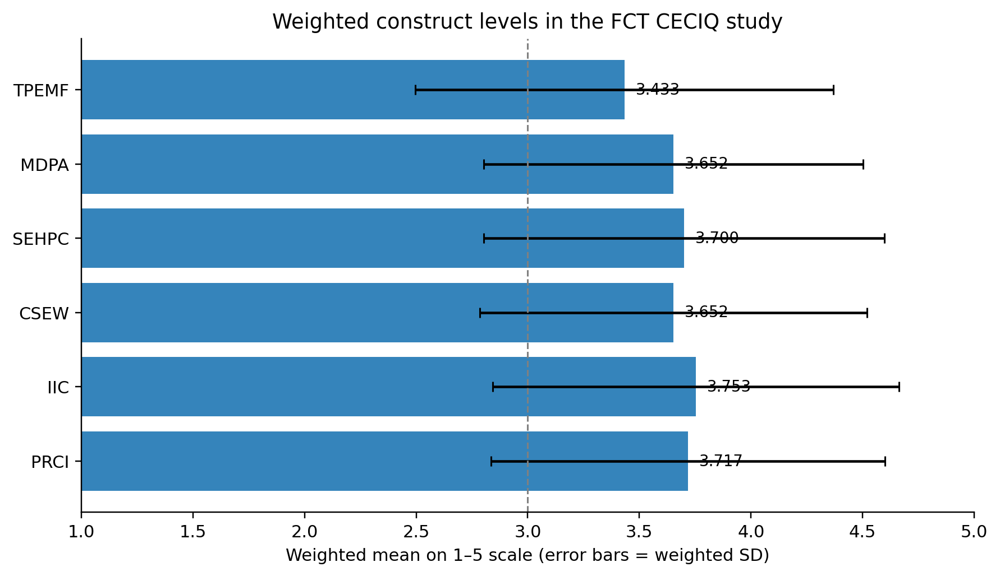 Weighted construct levels in the FCT CECIQ study
TPEMF
3.433
MDPA
3.652
SEHPC
3.700
CSEW
3.652
IIC
3.753
PRCI
3.717
1.0 1.5 2.0 2.5 3.0 3.5 4.0 4.5 5.0
Weighted mean on 1–5 scale (error bars = weighted SD)